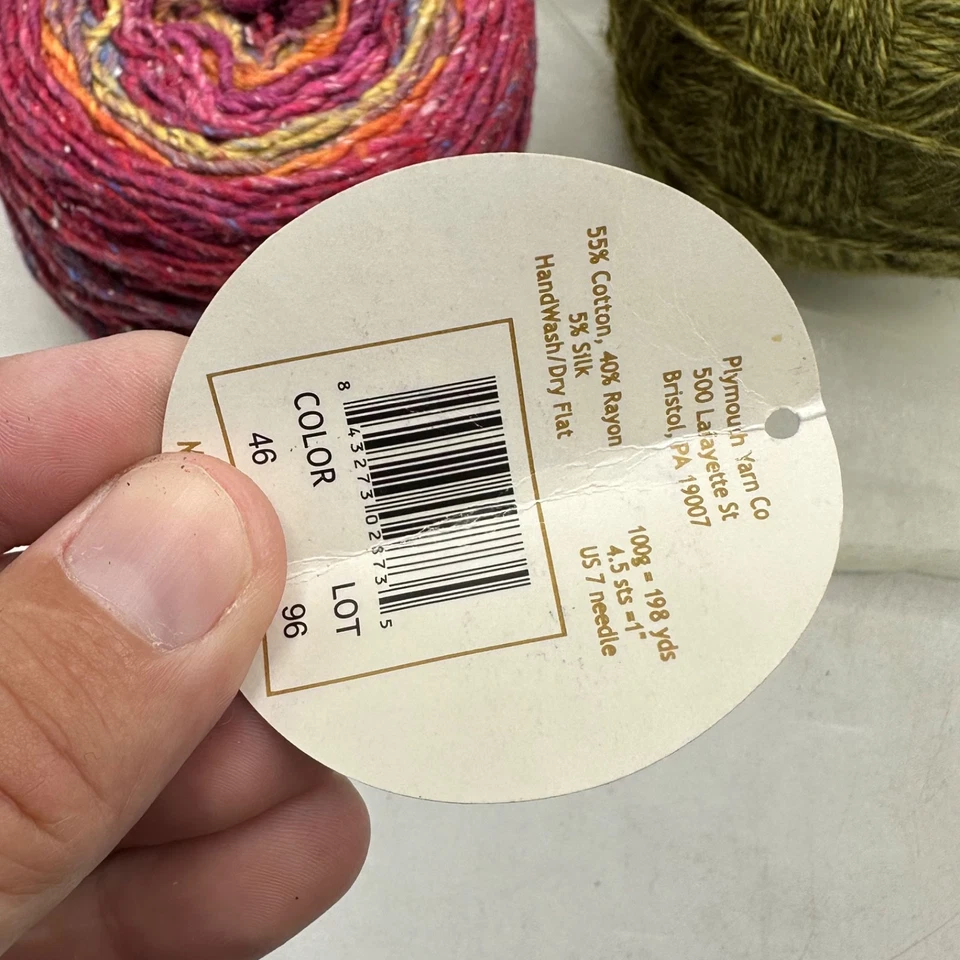 Plymouth Yarn Co
500 Lafayette St
Bristol, PA 19007
100g = 198 yds
4.5 sts =1"
US 7 needle
55% Cotton, 40% Rayon
5% Silk
HandWash/Dry Flat
8 43273 02873 5
COLOR LOT
46 96